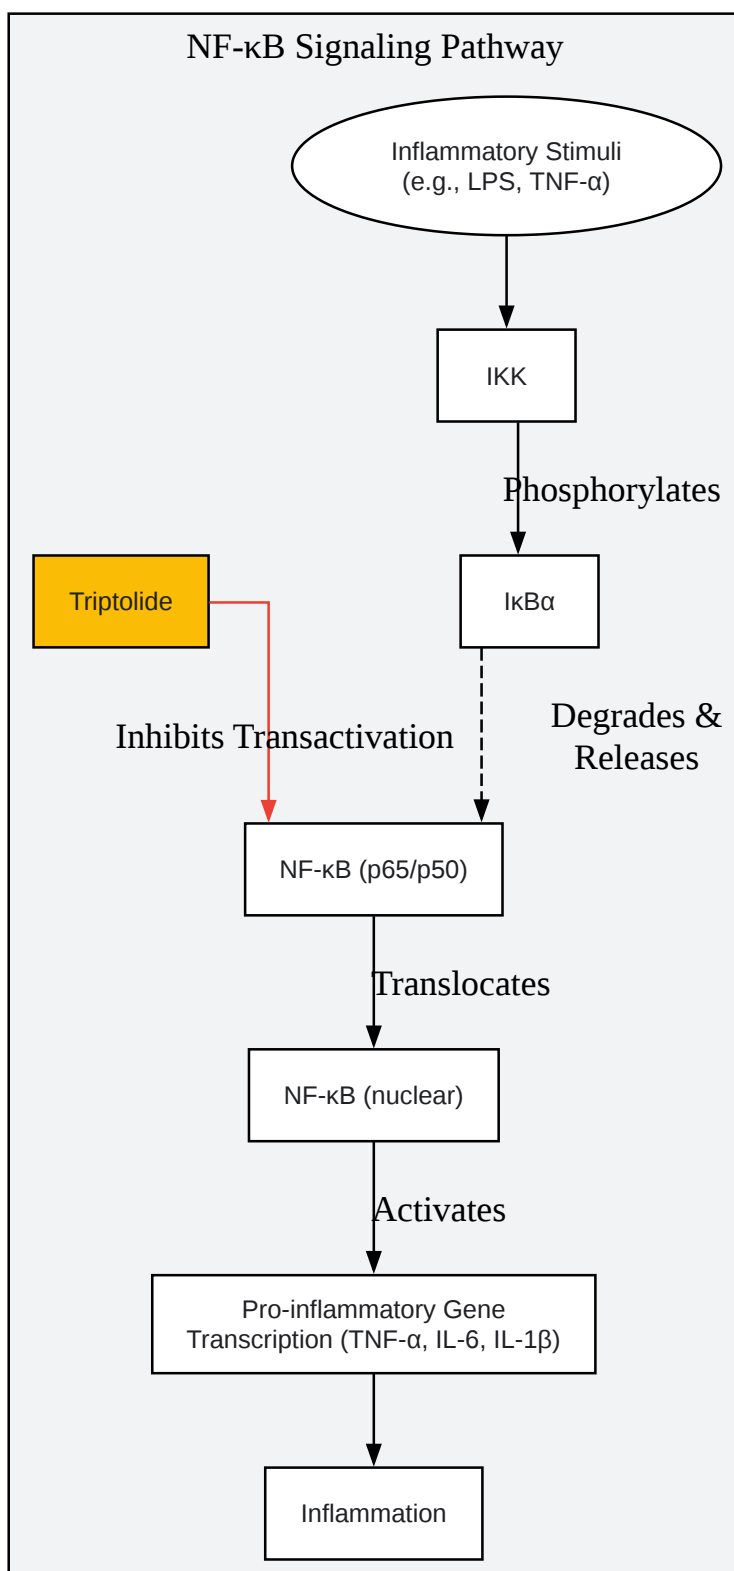 NF-κB Signaling Pathway
Inflammatory Stimuli
(e.g., LPS, TNF-α)
IKK
Phosphorylates
Triptolide
IκBα
Inhibits Transactivation
Degrades &
Releases
NF-κB (p65/p50)
Translocates
NF-κB (nuclear)
Activates
Pro-inflammatory Gene
Transcription (TNF-α, IL-6, IL-1β)
Inflammation